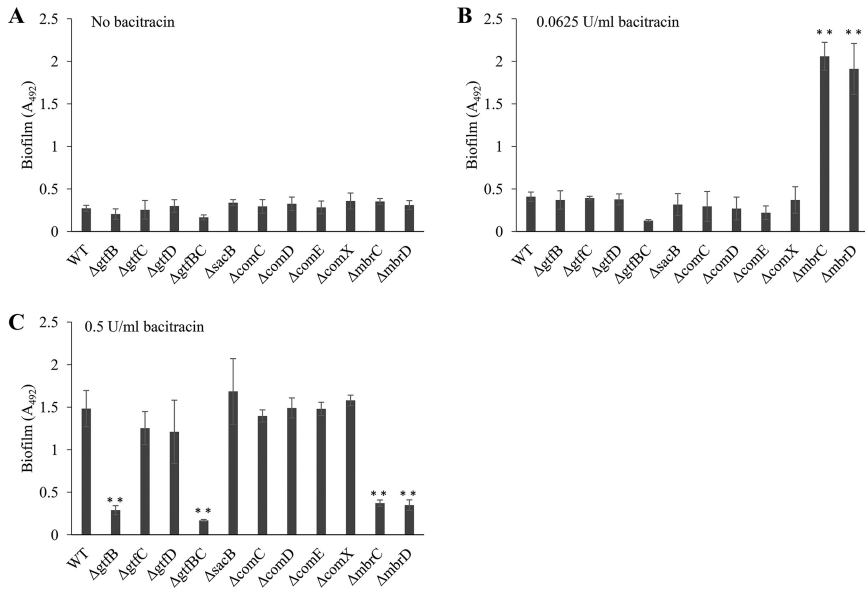 A
No bacitracin
2.5
2
1.5
1
0.5
0
Biofilm (A492)
WT
ΔgtfB
ΔgtfC
ΔgtfD
ΔgtfBC
ΔsacB
ΔcomC
ΔcomD
ΔcomE
ΔcomX
ΔmbrC
ΔmbrD
B
0.0625 U/ml bacitracin
2.5
2
1.5
1
0.5
0
Biofilm (A492)
** **
WT
ΔgtfB
ΔgtfC
ΔgtfD
ΔgtfBC
ΔsacB
ΔcomC
ΔcomD
ΔcomE
ΔcomX
ΔmbrC
ΔmbrD
C
0.5 U/ml bacitracin
2.5
2
1.5
1
0.5
0
Biofilm (A492)
** ** ** **
WT
ΔgtfB
ΔgtfC
ΔgtfD
ΔgtfBC
ΔsacB
ΔcomC
ΔcomD
ΔcomE
ΔcomX
ΔmbrC
ΔmbrD